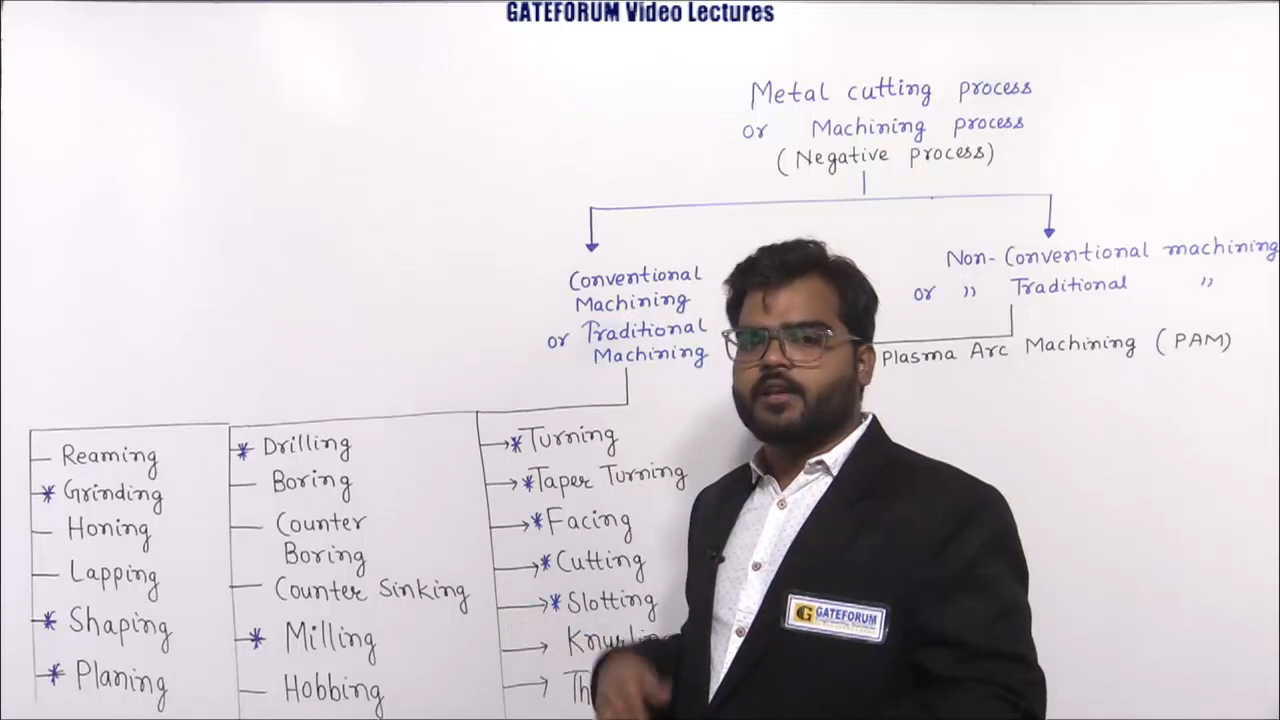 GATEFORUM Video Lectures
Metal cutting process
or Machining process
(Negative process)
Conventional
Machining
or Traditional
Machining
Non-Conventional machining
or " Traditional "
Plasma Arc Machining (PAM)
Reaming
* Grinding
Honing
Lapping
* Shaping
* Planing
* Drilling
Boring
Counter
Boring
Counter Sinking
* Milling
Hobbing
* Turning
* Taper Turning
* Facing
* Cutting
* Slotting
GATEFORUM